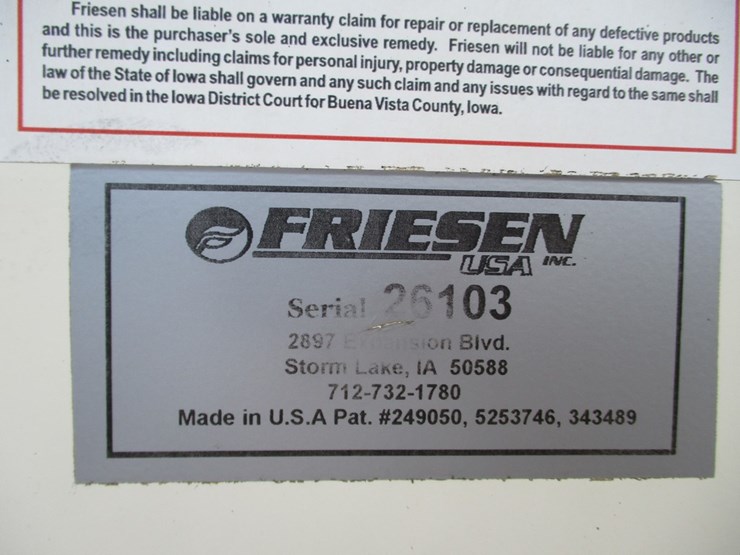 Friesen shall be liable on a warranty claim for repair or replacement of any defective products
and this is the purchaser's sole and exclusive remedy. Friesen will not be liable for any other or
further remedy including claims for personal injury, property damage or consequential damage. The
law of the State of Iowa shall govern and any such claim and any issues with regard to the same shall
be resolved in the Iowa District Court for Buena Vista County, Iowa.
FRIESEN
USA INC.
Serial 26103
2897 Expansion Blvd.
Storm Lake, IA 50588
712-732-1780
Made in U.S.A Pat. #249050, 5253746, 343489